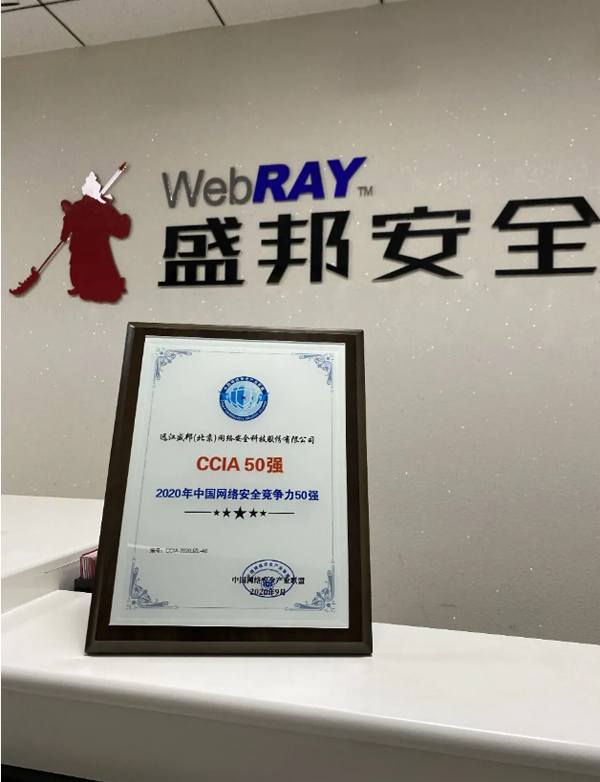 WebRAY™
盛邦安全
远江盛邦(北京)网络安全科技股份有限公司
CCIA 50强
2020年中国网络安全竞争力50强
中国网络安全产业联盟
2020年9月